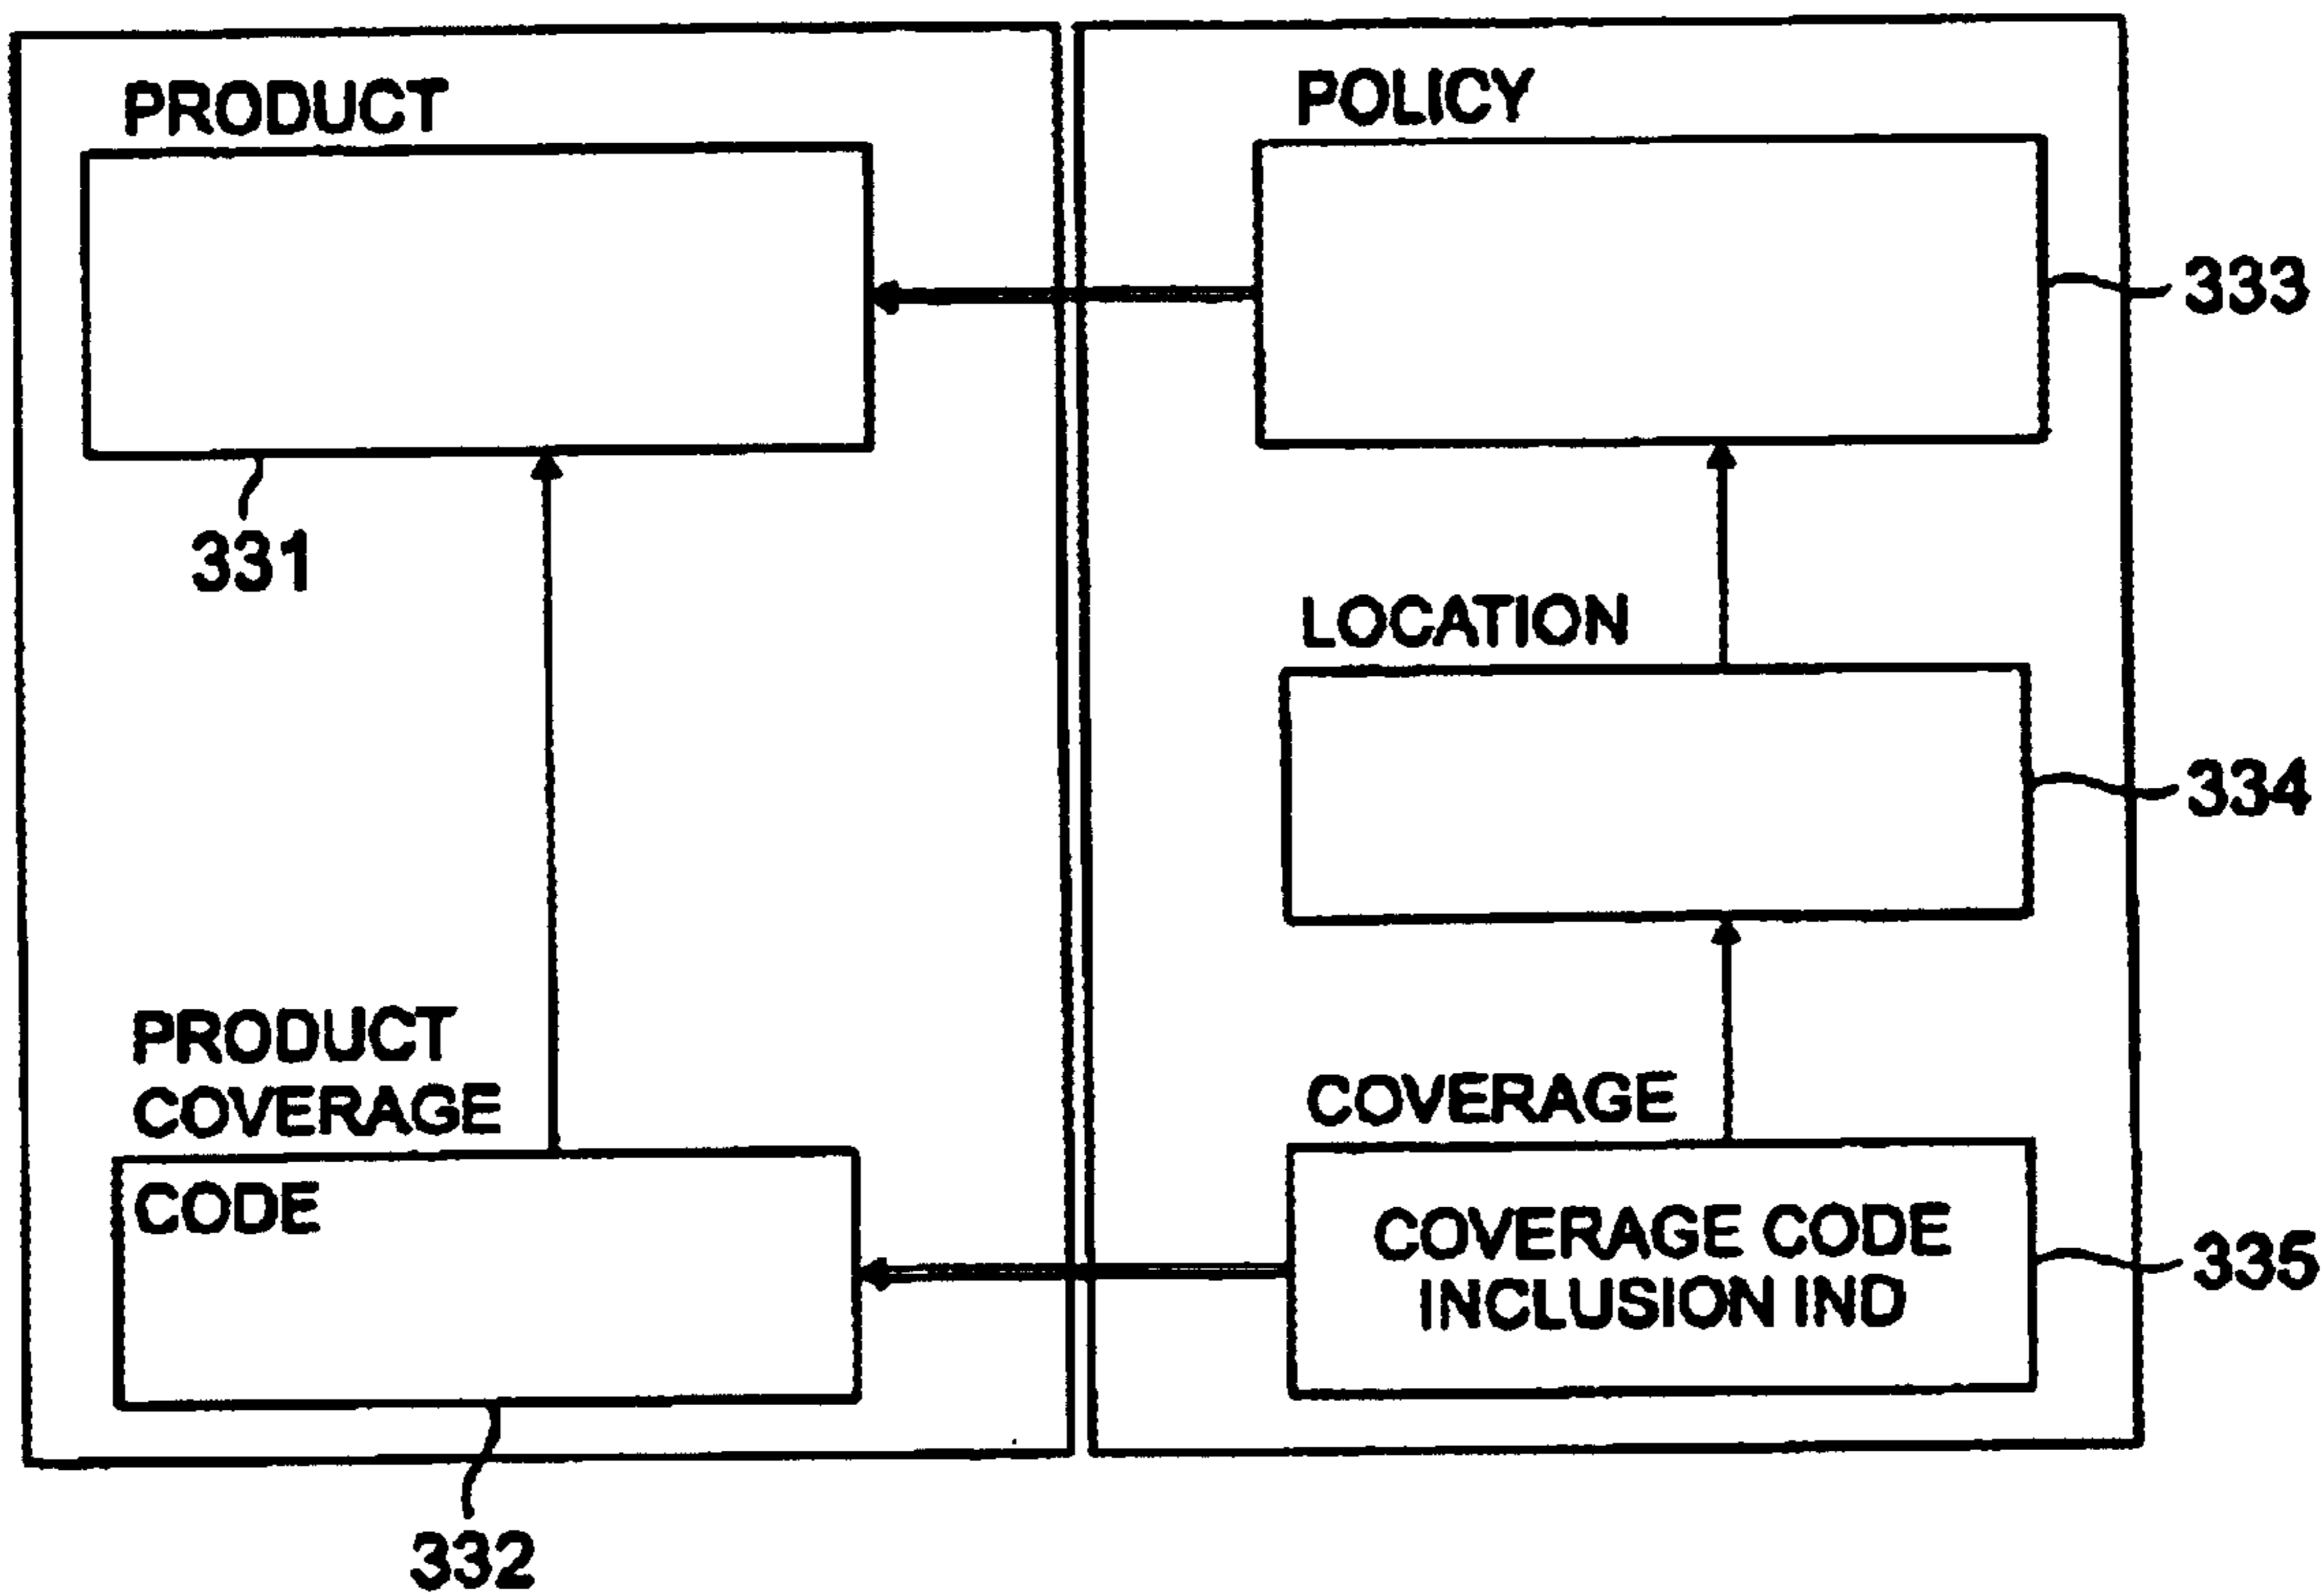 PRODUCT
331
PRODUCT
COVERAGE
CODE
332
POLICY
333
LOCATION
334
COVERAGE
COVERAGE CODE
INCLUSION IND
335